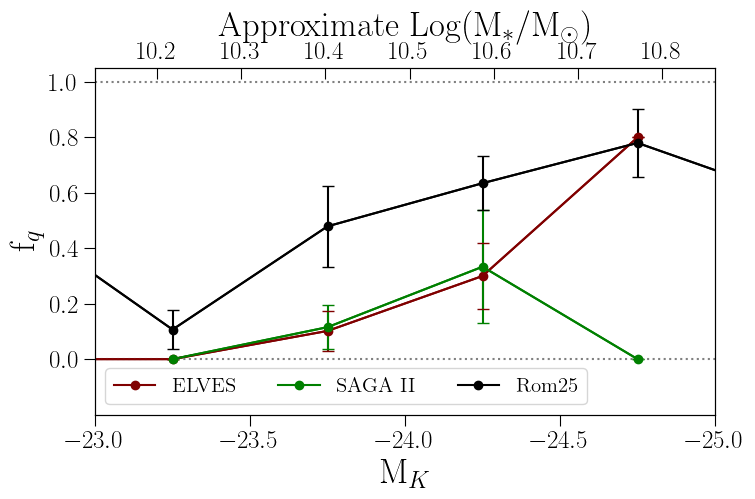 Approximate Log(M*/M⊙)
10.2 10.3 10.4 10.5 10.6 10.7 10.8
1.0
0.8
0.6
0.4
0.2
0.0
f_q
ELVES SAGA II Rom25
−23.0 −23.5 −24.0 −24.5 −25.0
M_K